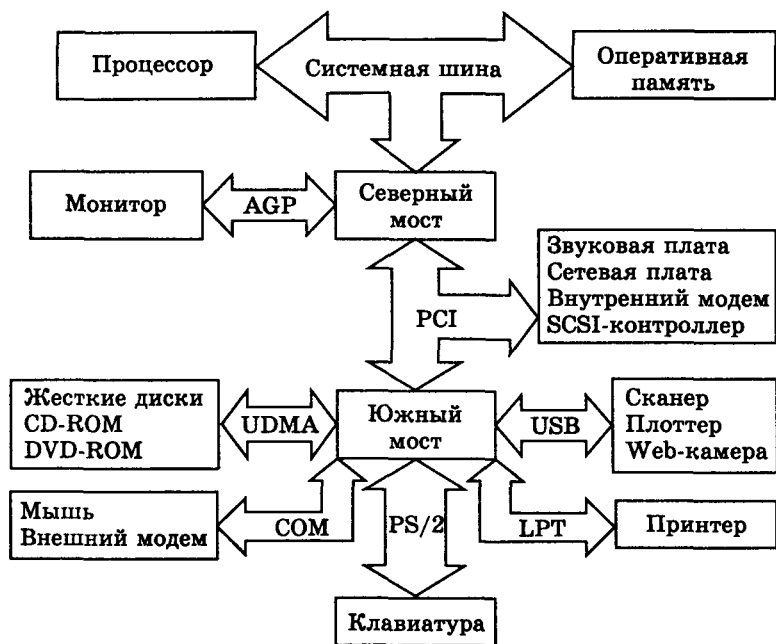 Процессор
Системная шина
Оперативная
память
Монитор
AGP
Северный
мост
Звуковая плата
Сетевая плата
Внутренний модем
SCSI-контроллер
PCI
Жесткие диски
CD-ROM
DVD-ROM
UDMA
Южный
мост
USB
Сканер
Плоттер
Web-камера
Мышь
Внешний модем
COM
PS/2
LPT
Принтер
Клавиатура